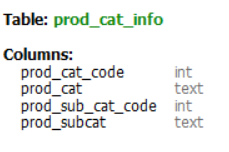 Table: prod_cat_info
Columns:
prod_cat_code int
prod_cat text
prod_sub_cat_code int
prod_subcat text